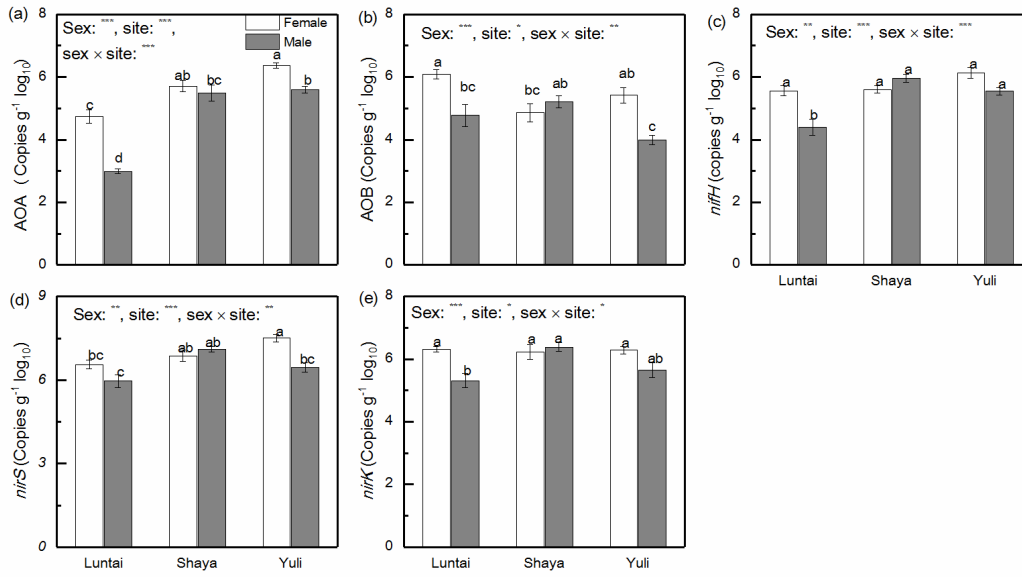 (a)
Sex: ***, site: ***,
sex × site: ***
Female
Male
AOA ( Copies g⁻¹ log₁₀)
8
6
4
2
0
c
d
ab
bc
a
b
(b)
Sex: ***, site: *, sex × site: **
AOB (Copies g⁻¹ log₁₀)
8
6
4
2
0
a
bc
bc
ab
ab
c
(c)
Sex: **, site: ***, sex × site: ***
nifH (copies g⁻¹ log₁₀)
8
6
4
2
0
a
b
a
a
a
a
Luntai
Shaya
Yuli
(d)
Sex: **, site: ***, sex × site: **
nirS (Copies g⁻¹ log₁₀)
9
6
3
0
bc
c
ab
ab
a
bc
Luntai
Shaya
Yuli
(e)
Sex: ***, site: *, sex × site: *
nirK (Copies g⁻¹ log₁₀)
8
6
4
2
0
a
b
a
a
a
ab
Luntai
Shaya
Yuli